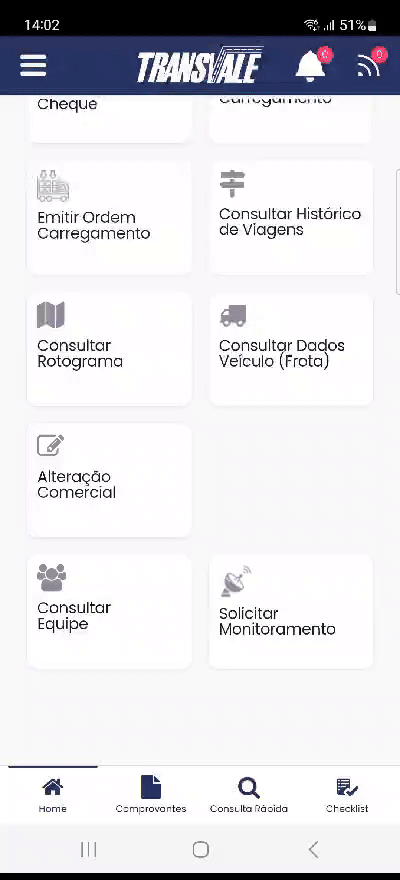 14:02
51%
TRANSVALE
0
0
Cheque
Carregamento
Emitir Ordem
Carregamento
Consultar Histórico
de Viagens
Consultar
Rotograma
Consultar Dados
Veículo (Frota)
Alteração
Comercial
Consultar
Equipe
Solicitar
Monitoramento
Home
Comprovantes
Consulta Rápida
Checklist